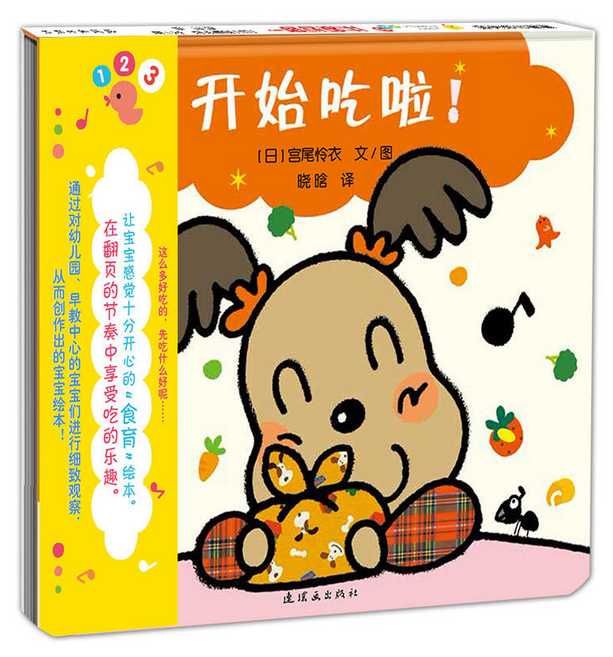 1 2 3
开始吃啦！
〔日〕宫尾怜衣 文/图
晓晗 译
这么多好吃的，先吃什么好呢……
让宝宝感觉十分开心的“食育”绘本。
在翻页的节奏中享受吃的乐趣。
通过对幼儿园、早教中心的宝宝们进行细致观察，
从而创作出的宝宝绘本！
连环画出版社